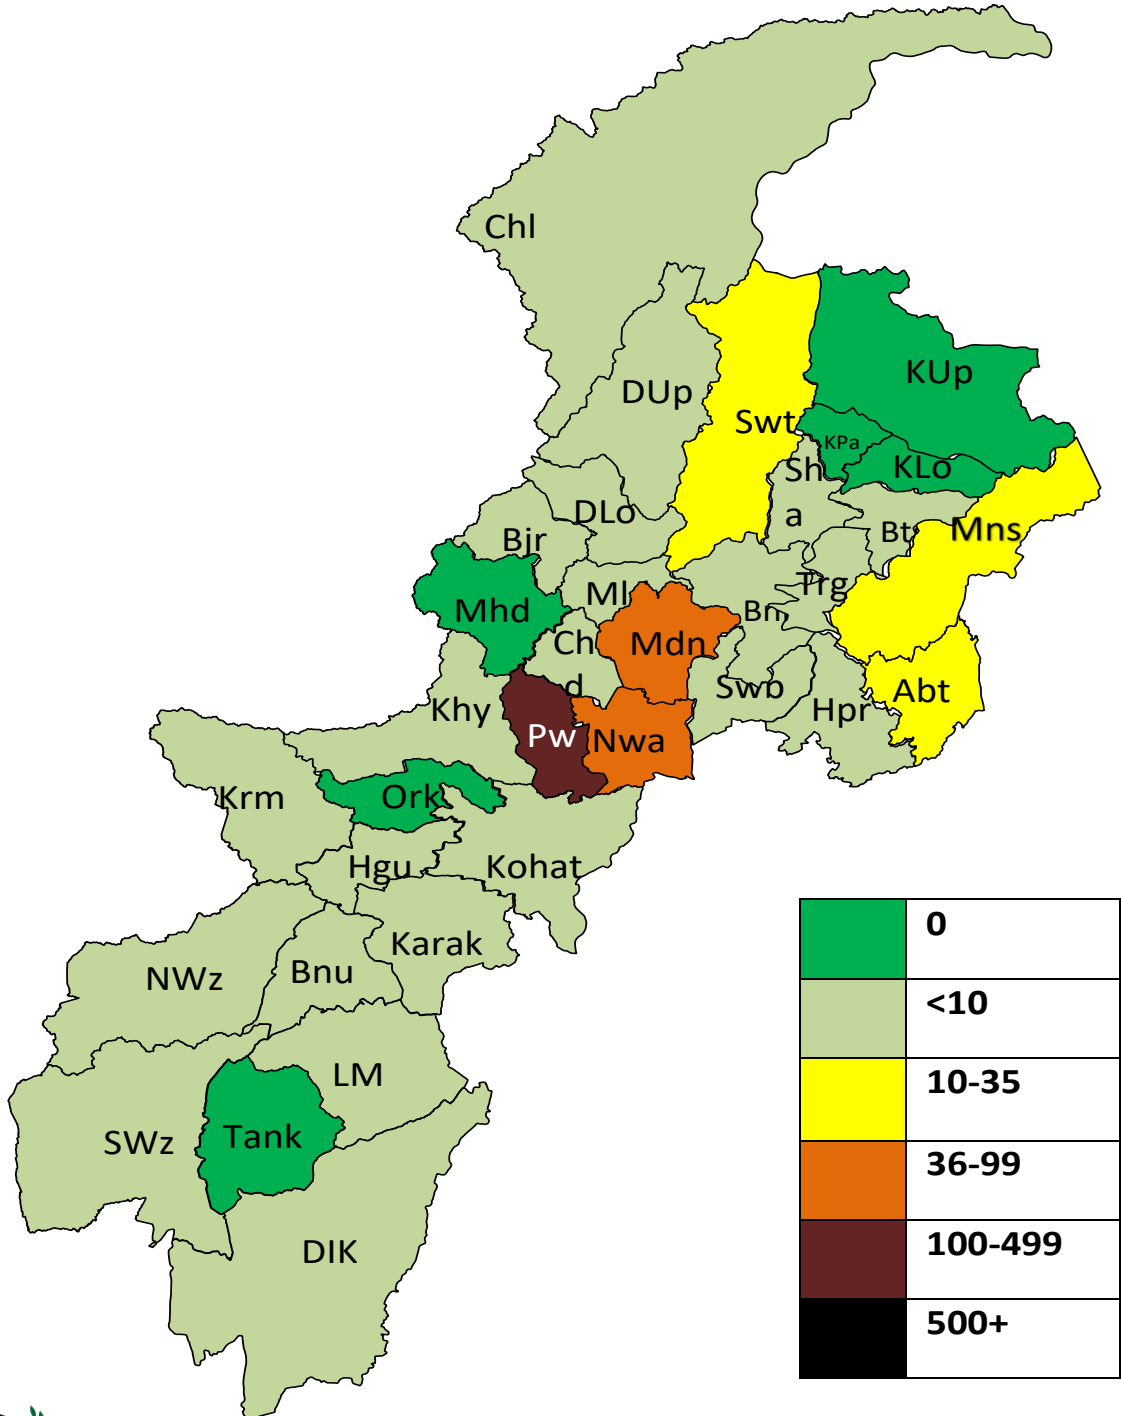 Chl
KUp
DUp
Swt
KPa
KLo
Sh
a
DLo
Bt
Mns
Bjr
Trg
Ml
Mhd
Bn
Ch
d
Mdn
Swb
Abt
Khy
Hpr
Pw
Nwa
Krm
Ork
Hgu
Kohat
Karak
NWz
Bnu
LM
SWz
Tank
DIK
0
<10
10-35
36-99
100-499
500+